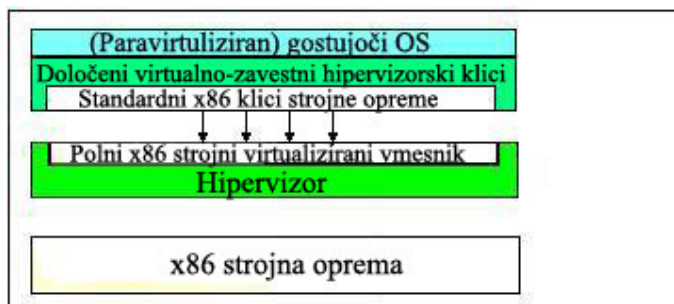 (Paravirtuliziran) gostujoči OS
Določeni virtualno-zavestni hipervizorski klici
Standardni x86 klici strojne opreme
Polni x86 strojni virtualizirani vmesnik
Hipervizor
x86 strojna oprema